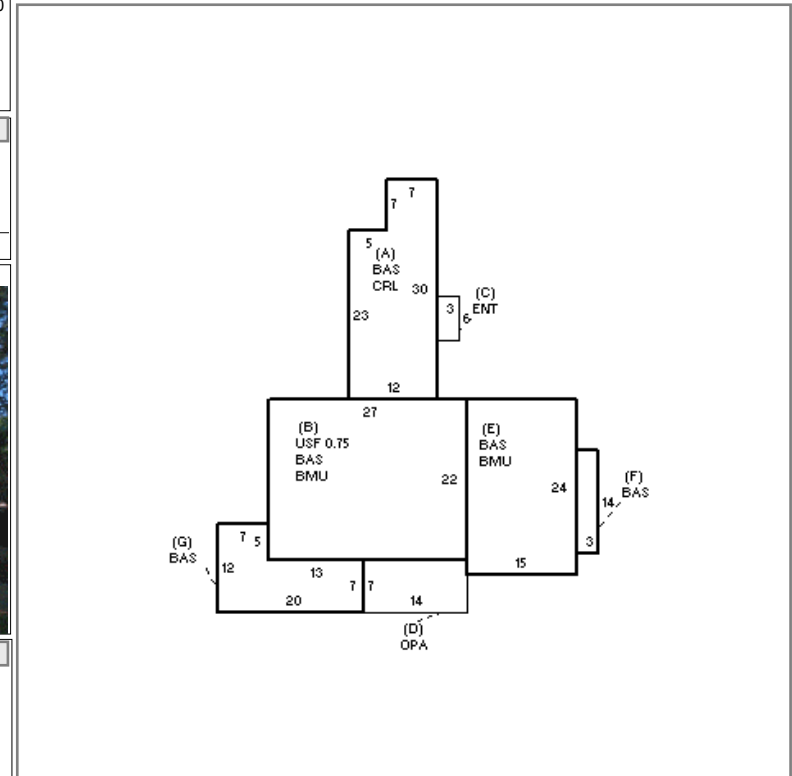 7
7
5
(A)
BAS
CRL
30
23
3
6
(C)
ENT
12
27
(B)
USF 0.75
BAS
BMU
22
(E)
BAS
BMU
24
15
14
3
(F)
BAS
(G)
BAS
7
5
12
13
20
7
7
14
(D)
OPA